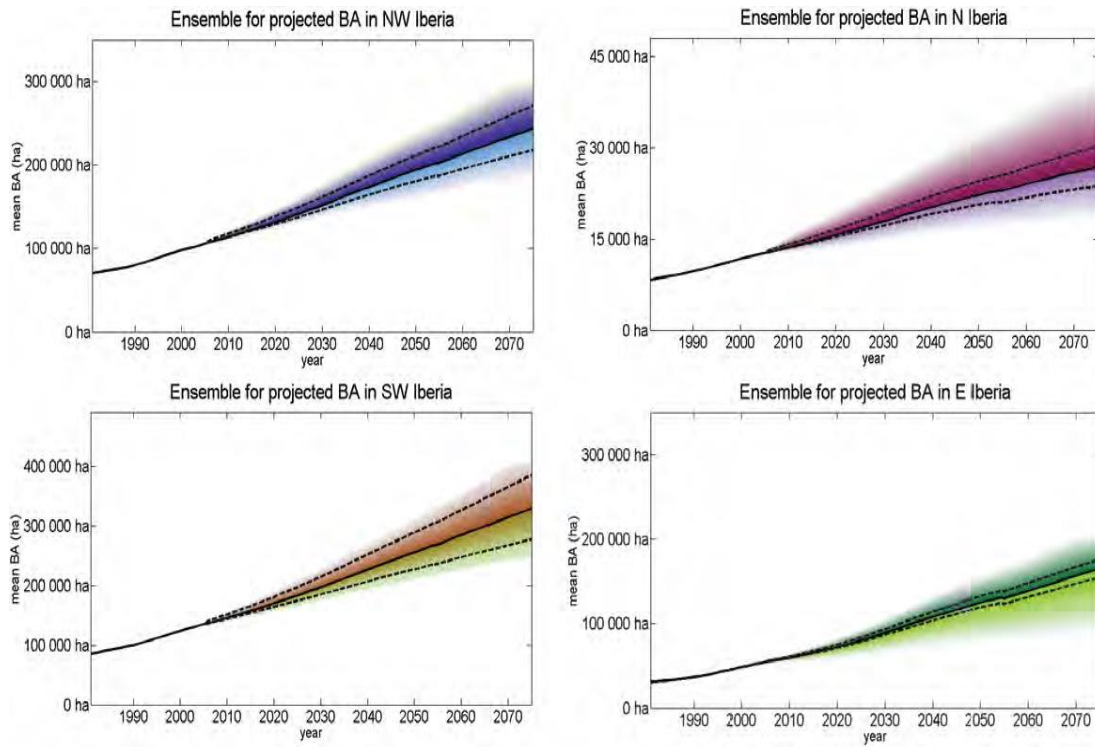 Ensemble for projected BA in NW Iberia
mean BA (ha)
300 000 ha
200 000 ha
100 000 ha
0 ha
1990 2000 2010 2020 2030 2040 2050 2060 2070
year
Ensemble for projected BA in N Iberia
mean BA (ha)
45 000 ha
30 000 ha
15 000 ha
0 ha
1990 2000 2010 2020 2030 2040 2050 2060 2070
year
Ensemble for projected BA in SW Iberia
mean BA (ha)
400 000 ha
300 000 ha
200 000 ha
100 000 ha
0 ha
1990 2000 2010 2020 2030 2040 2050 2060 2070
year
Ensemble for projected BA in E Iberia
mean BA (ha)
300 000 ha
200 000 ha
100 000 ha
0 ha
1990 2000 2010 2020 2030 2040 2050 2060 2070
year